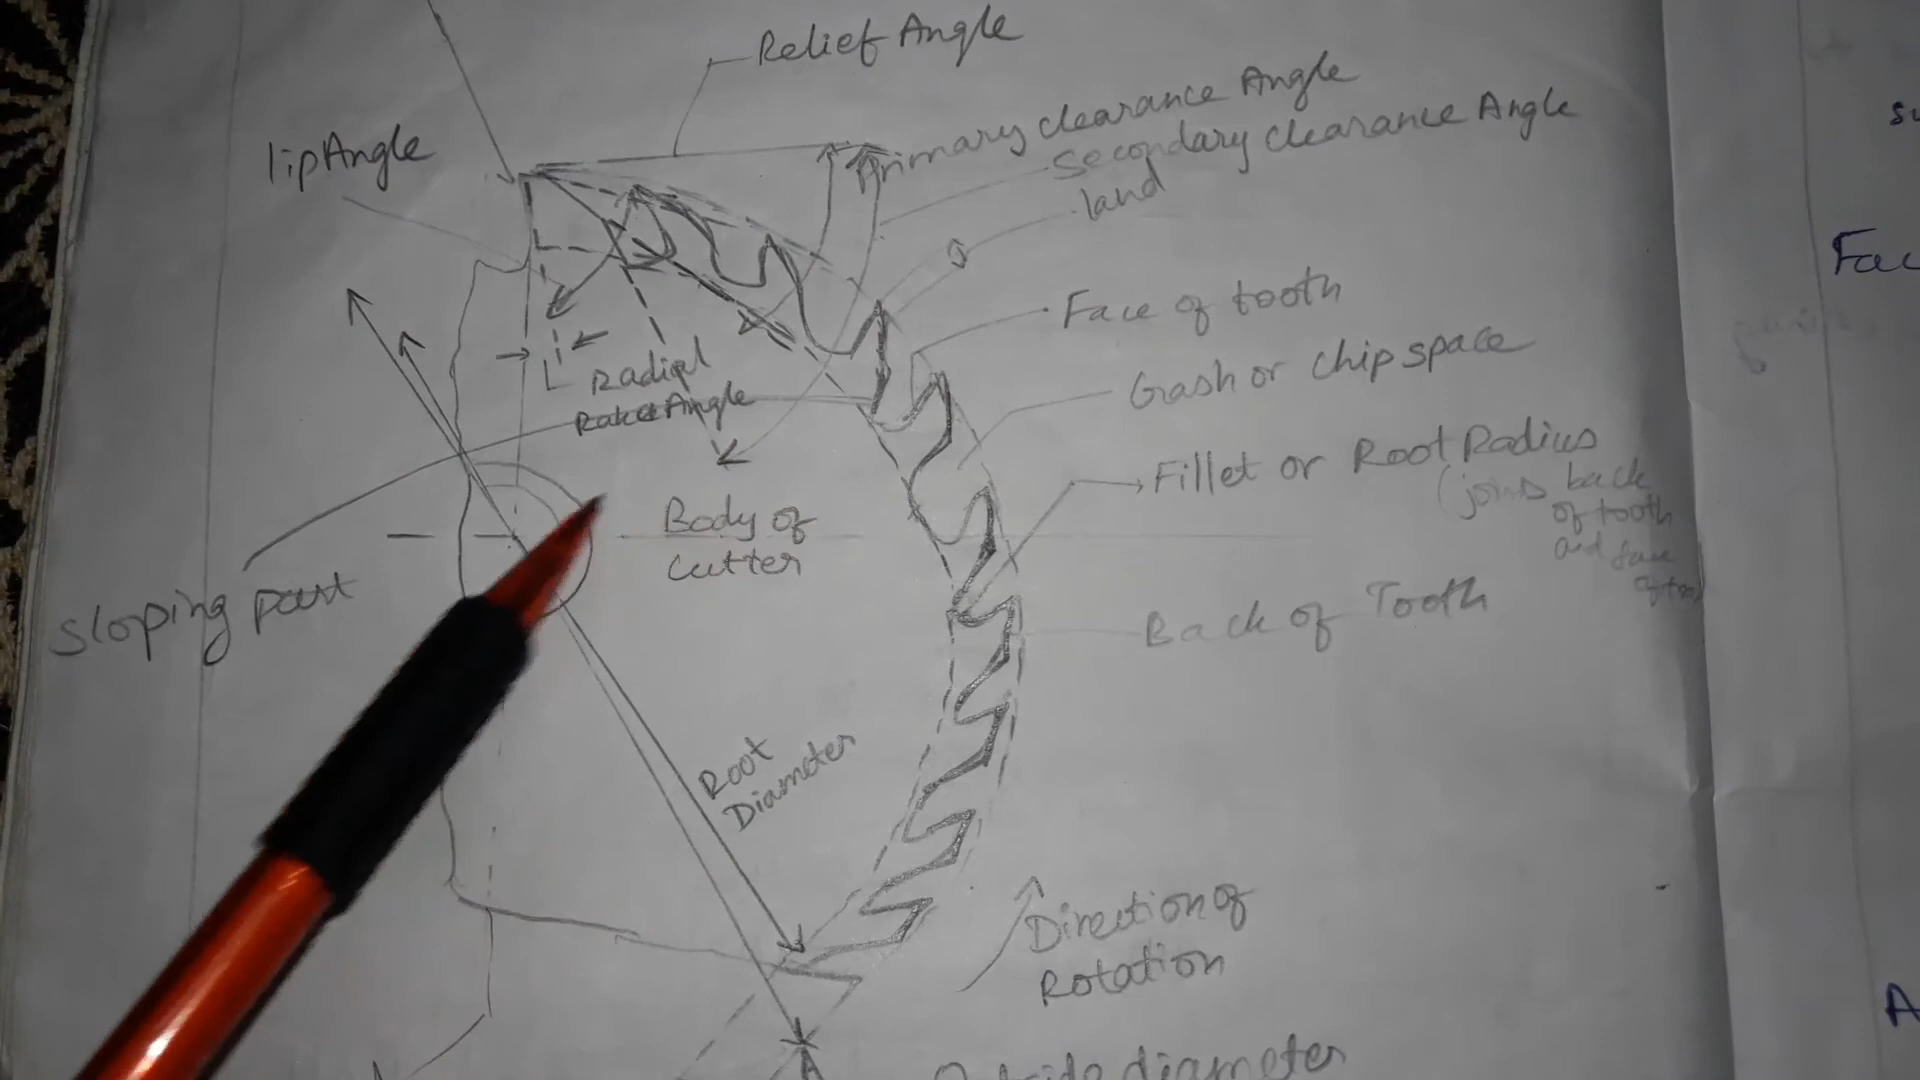 Relief Angle
Primary clearance Angle
Secondary clearance Angle
land
lip Angle
Face of tooth
Gash or Chip space
Radial
Rake Angle
Fillet or Root Radius
(joins back
of tooth
and face
Body of
Cutter
Sloping part
Back of Tooth
Root
Diameter
Direction of
Rotation
Outside diameter
Fac
A